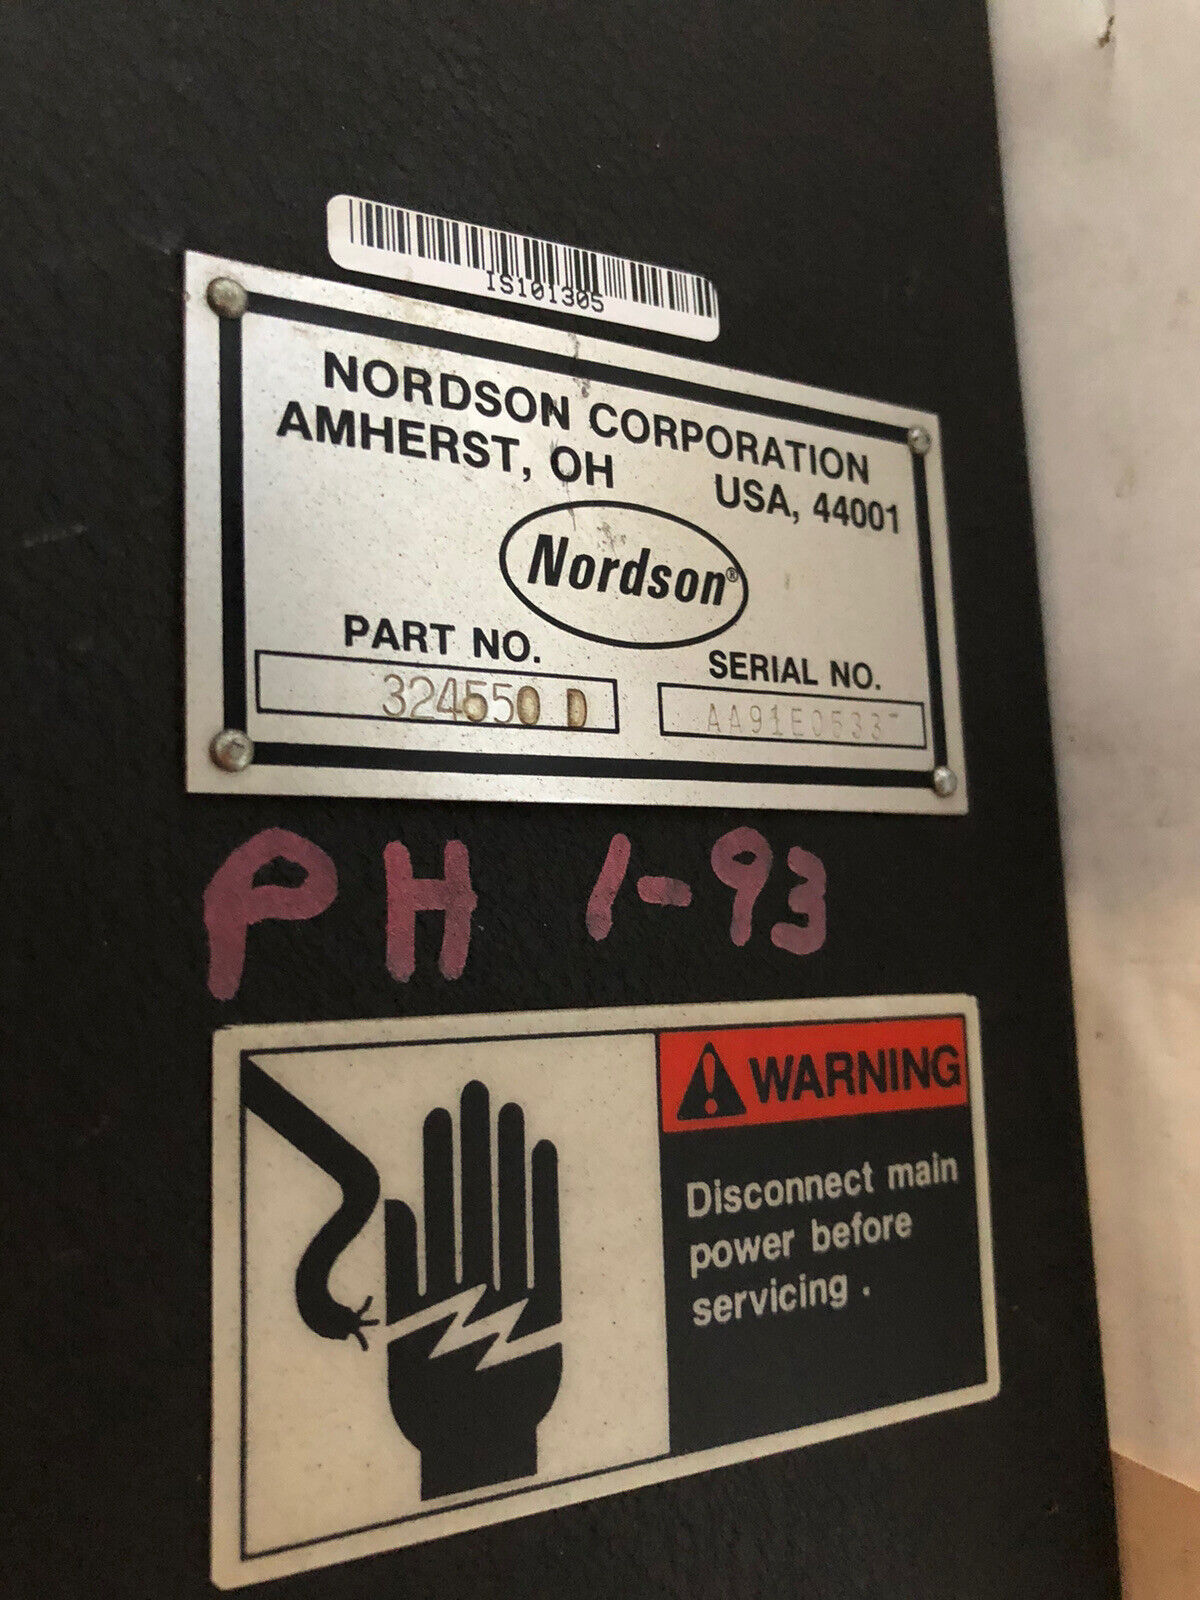 IS101305
NORDSON CORPORATION
AMHERST, OH USA, 44001
Nordson®
PART NO. SERIAL NO.
324550 D
PH 1-93
WARNING
Disconnect main
power before
servicing .